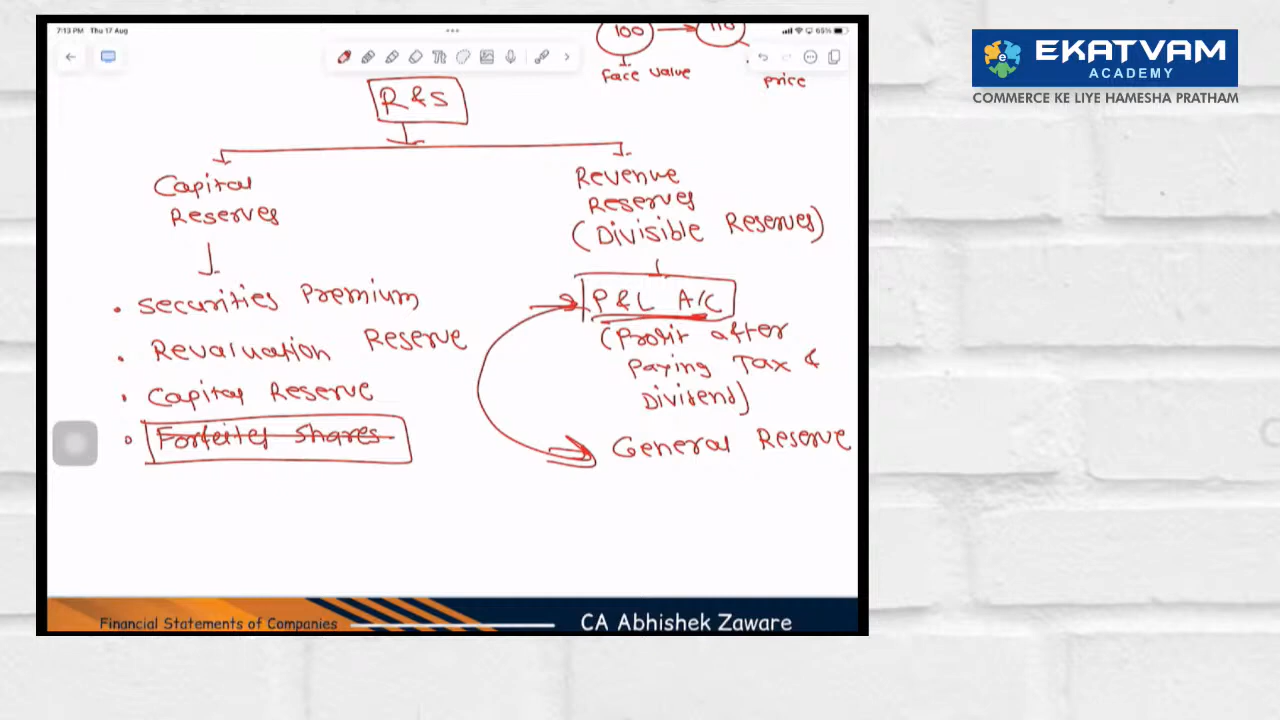 7:13 PM Thu 17 Aug
65%
100
110
Face Value
price
EKATVAM
ACADEMY
COMMERCE KE LIYE HAMESHA PRATHAM
R & S
Capital
Reserves
• Securities Premium
• Revaluation Reserve
• Capital Reserve
• Forfeited Shares
Revenue
Reserves
(Divisible Reserves)
P & L A/C
(Profit after
Paying Tax &
Dividend)
General Reserve
Financial Statements of Companies
CA Abhishek Zaware